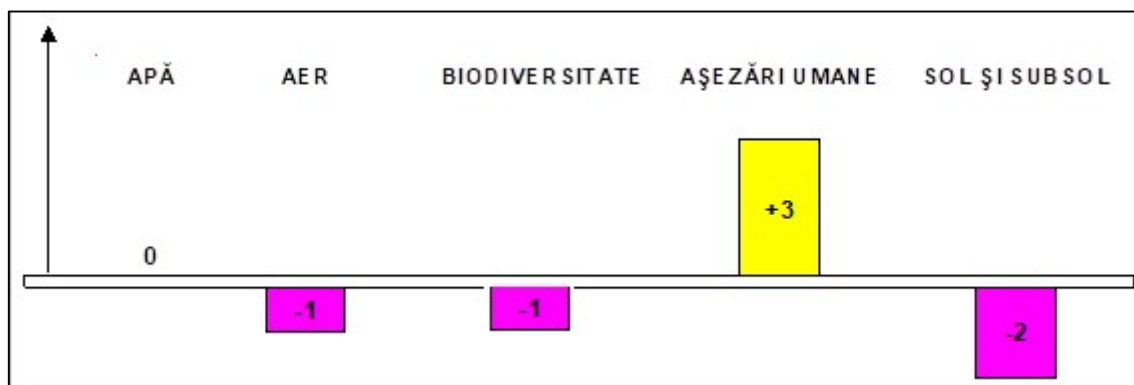 APĂ AER BIODIVERSITATE AŞEZĂRI UMANE SOL ŞI SUBSOL
+3
0
-1 -1 -2